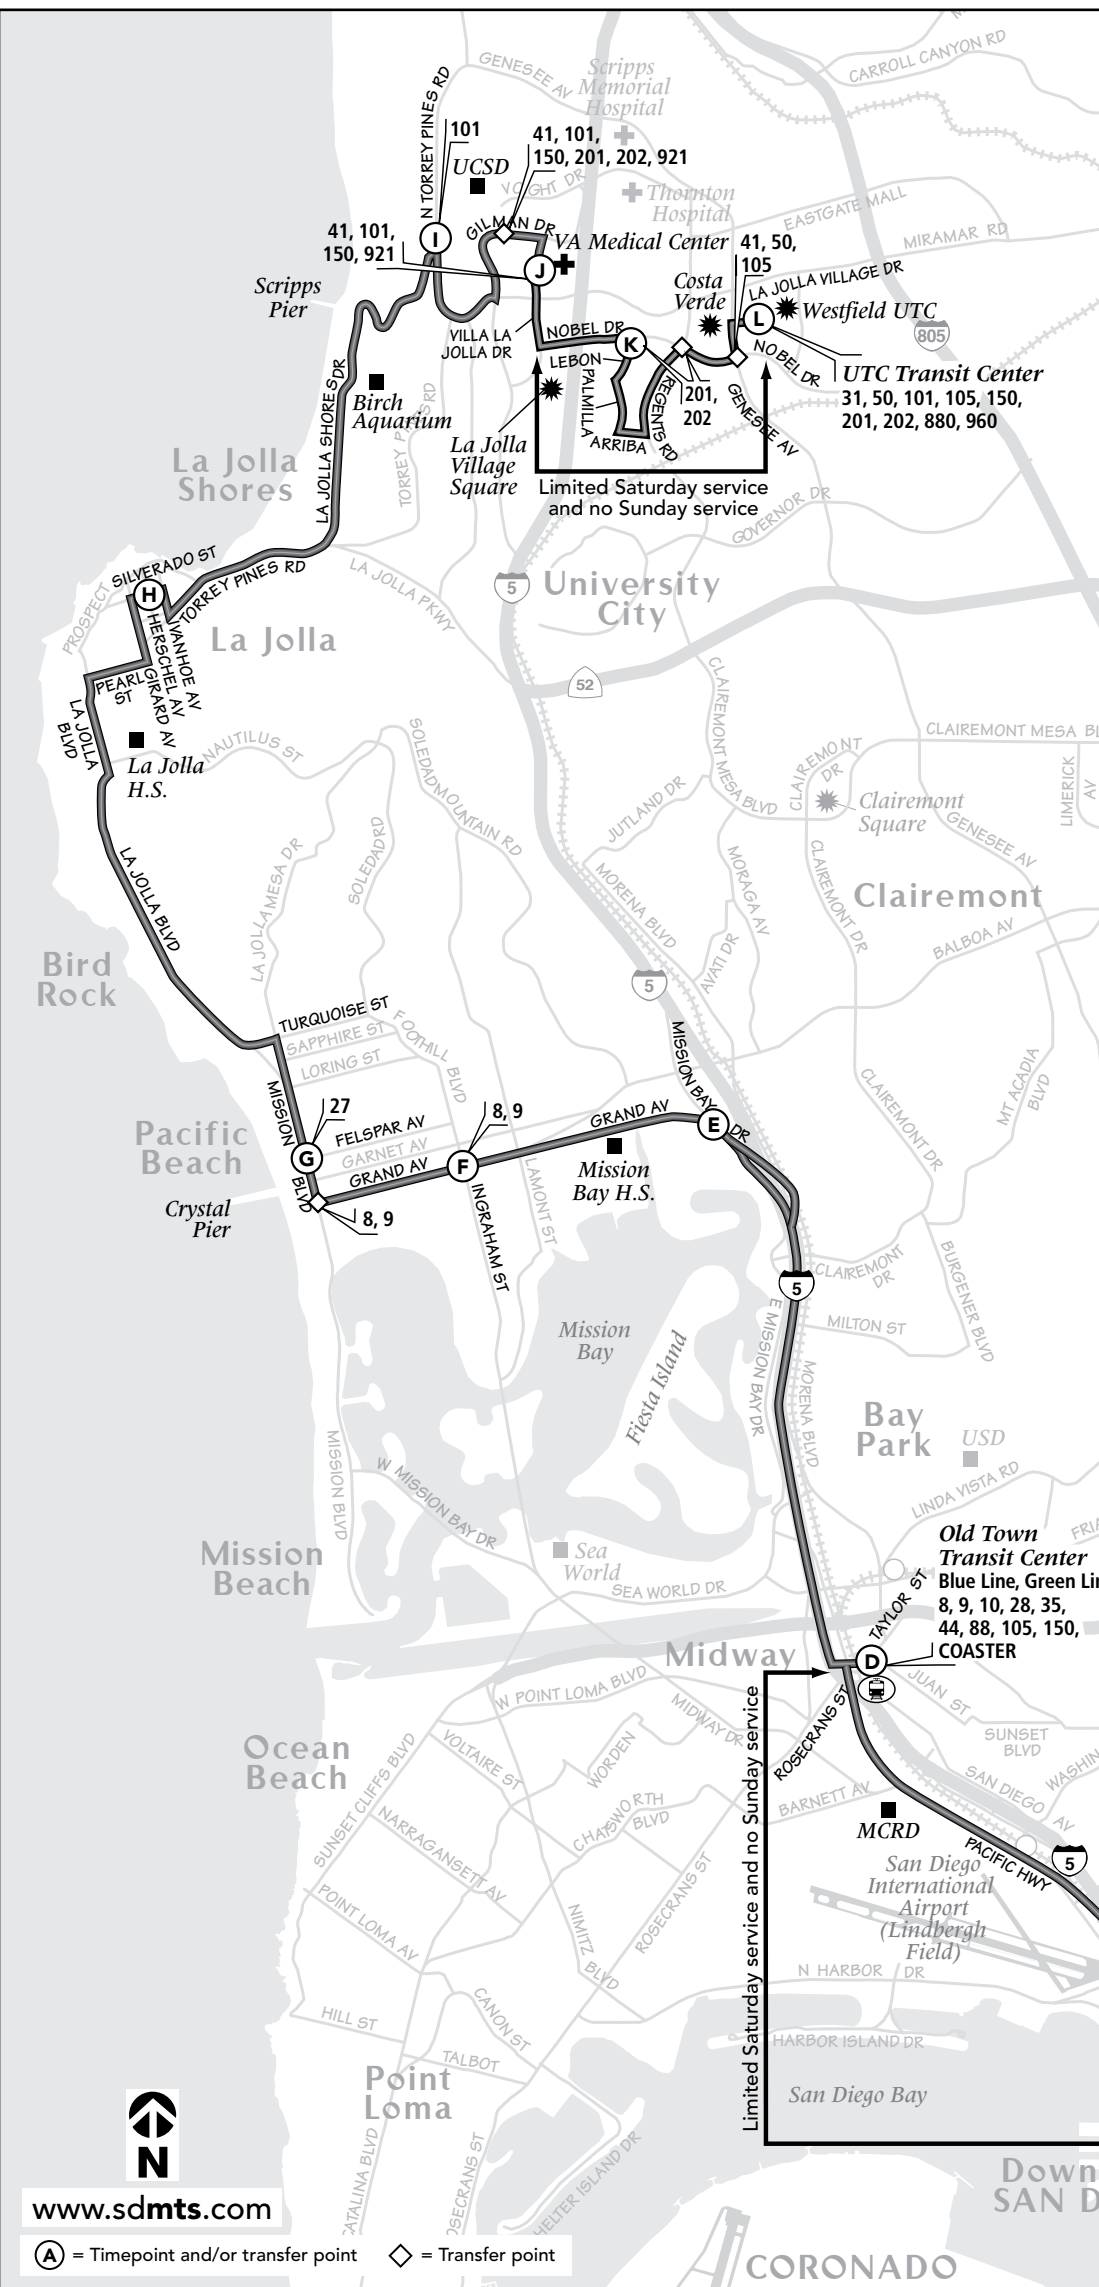 N TORREY PINES RD
GENESEE AV
Scripps
Memorial
Hospital
CARROLL CANYON RD
101
UCSD
41, 101,
150, 201, 202, 921
VOIGHT DR
Thornton
Hospital
EASTGATE MALL
MIRAMAR RD
GILMAN DR
I
41, 101,
150, 921
J
VA Medical Center
41, 50,
105
Scripps
Pier
Costa
Verde
LA JOLLA VILLAGE DR
L
Westfield UTC
805
VILLA LA
JOLLA DR
NOBEL DR
K
NOBEL DR
LEBON
PALMILLA
ARRIBA
REGENTS RD
201,
202
GENESEE AV
UTC Transit Center
31, 50, 101, 105, 150,
201, 202, 880, 960
Birch
Aquarium
LA JOLLA SHORES DR
TORREY PINES RD
La Jolla
Village
Square
Limited Saturday service
and no Sunday service
La Jolla
Shores
GOVERNOR DR
SILVERADO ST
TORREY PINES RD
LA JOLLA PKWY
5
University
City
PROSPECT
H
La Jolla
IVANHOE AV
HERSCHEL AV
GIRARD AV
PEARL
ST
52
LA JOLLA
BLVD
La Jolla
H.S.
NAUTILUS ST
SOLEDAD MOUNTAIN RD
CLAIREMONT MESA BLVD
CLAIREMONT
DR
CLAIREMONT MESA BL
LIMERICK
AV
JUTLAND DR
Clairemont
Square
GENESEE AV
LA JOLLA MESA DR
SOLEDAD RD
LA JOLLA BLVD
MORENA BLVD
MORAGA AV
CLAIREMONT DR
Clairemont
BALBOA AV
AVATI DR
Bird
Rock
5
TURQUOISE ST
SAPPHIRE ST
LORING ST
FOOTHILL BLVD
MISSION BAY DR
MT ACADIA
BLVD
CLAIREMONT DR
Pacific
Beach
MISSION BLVD
27
G
FELSPAR AV
GARNET AV
GRAND AV
8, 9
F
GRAND AV
E
Mission
Bay H.S.
Crystal
Pier
8, 9
INGRAHAM ST
LAMONT ST
CLAIREMONT
DR
BURGENER BLVD
5
Mission
Bay
Fiesta Island
E MISSION BAY DR
MILTON ST
MORENA BLVD
Bay
Park
USD
LINDA VISTA RD
MISSION BLVD
W MISSION BAY DR
Mission
Beach
Sea
World
SEA WORLD DR
Old Town
Transit Center
Blue Line, Green Lin
8, 9, 10, 28, 35,
44, 88, 105, 150,
COASTER
FRIA
TAYLOR ST
Midway
D
W POINT LOMA BLVD
MIDWAY DR
ROSECRANS ST
JUAN ST
SUNSET
BLVD
Ocean
Beach
SUNSET CLIFFS BLVD
VOLTAIRE ST
WORDEN
CHATSWORTH
BLVD
BARNETT AV
SAN DIEGO AV
WASHIN
MCRD
PACIFIC HWY
5
San Diego
International
Airport
(Lindbergh
Field)
NARRAGANSETT AV
POINT LOMA AV
NIMITZ BLVD
ROSECRANS ST
Limited Saturday service and no Sunday service
N HARBOR DR
HARBOR ISLAND DR
HILL ST
CANON ST
TALBOT
Point
Loma
San Diego Bay
N
CATALINA BLVD
OSECRANS ST
HELTER ISLAND DR
Down
SAN D
www.sdmts.com
A = Timepoint and/or transfer point
= Transfer point
CORONADO